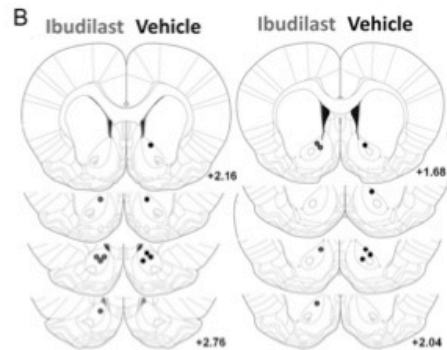 B
Ibudilast Vehicle
Ibudilast Vehicle
+2.16
+1.68
+2.76
+2.04